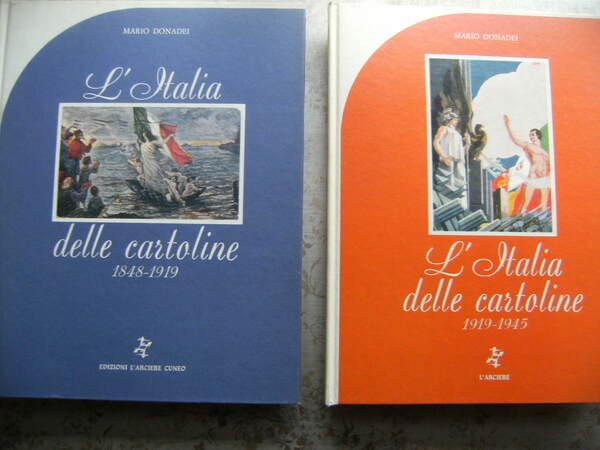 MARIO DONADEI
L'Italia
delle cartoline
1848-1919
EDIZIONI L'ARCIERE CUNEO
MARIO DONADEI
L'Italia
delle cartoline
1919-1945
L'ARCIERE